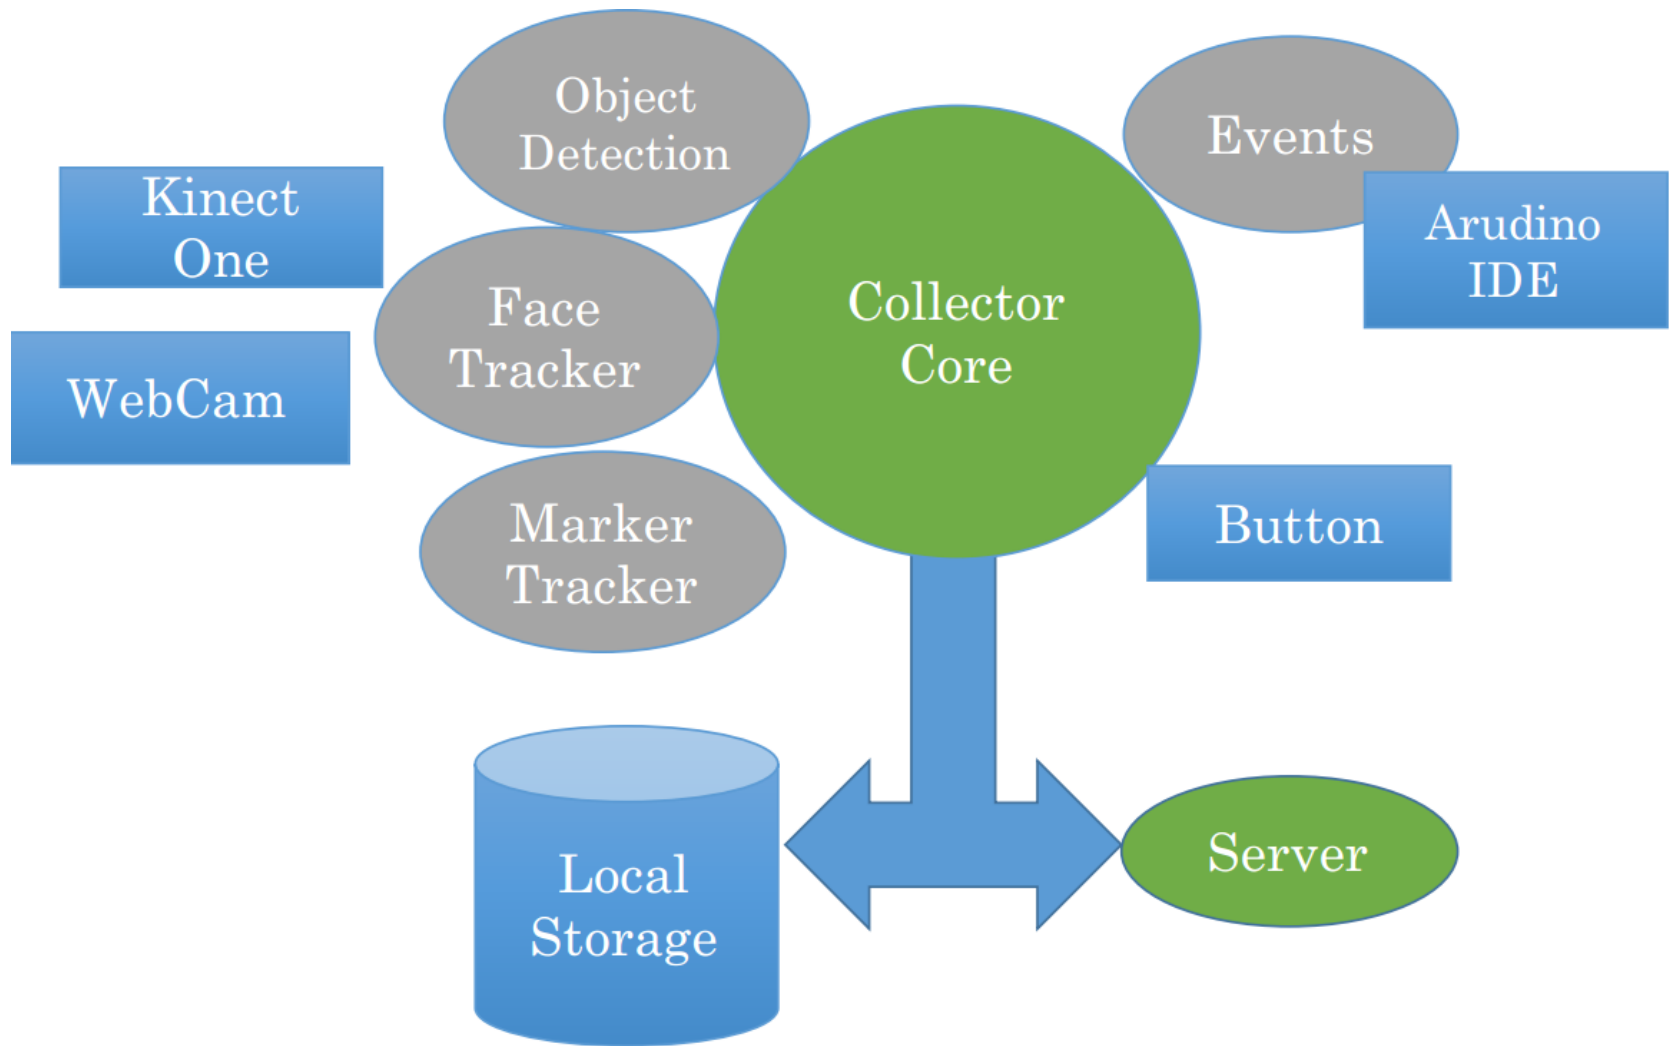 Object
Detection
Events
Kinect
One
Arudino
IDE
Face
Tracker
Collector
Core
WebCam
Marker
Tracker
Button
Local
Storage
Server